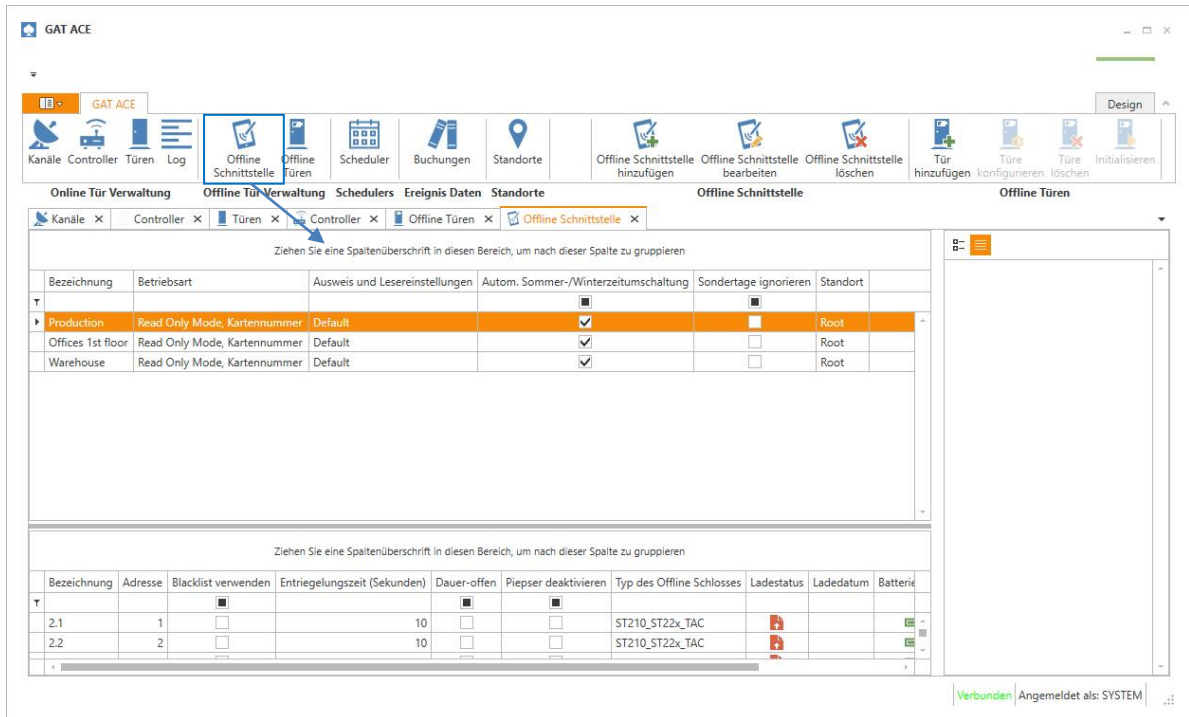 GAT ACE
GAT ACE
Design
Kanäle Controller Türen Log Offline Schnittstelle Offline Türen Scheduler Buchungen Standorte Offline Schnittstelle hinzufügen Offline Schnittstelle bearbeiten Offline Schnittstelle löschen Tür hinzufügen Türe konfigurieren Türe löschen Initialisieren
Online Tür Verwaltung Offline Tür Verwaltung Schedulers Ereignis Daten Standorte Offline Schnittstelle Offline Türen
Kanäle Controller Türen Controller Offline Türen Offline Schnittstelle
Ziehen Sie eine Spaltenüberschrift in diesen Bereich, um nach dieser Spalte zu gruppieren
Bezeichnung Betriebsart Ausweis und Lesereinstellungen Autom. Sommer-/Winterzeitumschaltung Sondertage ignorieren Standort
Production Read Only Mode, Kartennummer Default Root
Offices 1st floor Read Only Mode, Kartennummer Default Root
Warehouse Read Only Mode, Kartennummer Default Root
Ziehen Sie eine Spaltenüberschrift in diesen Bereich, um nach dieser Spalte zu gruppieren
Bezeichnung Adresse Blacklist verwenden Entriegelungszeit (Sekunden) Dauer-offen Piepser deaktivieren Typ des Offline Schlosses Ladestatus Ladedatum Batterie
2.1 1 10 ST210_ST22x_TAC
2.2 2 10 ST210_ST22x_TAC
Verbunden Angemeldet als: SYSTEM